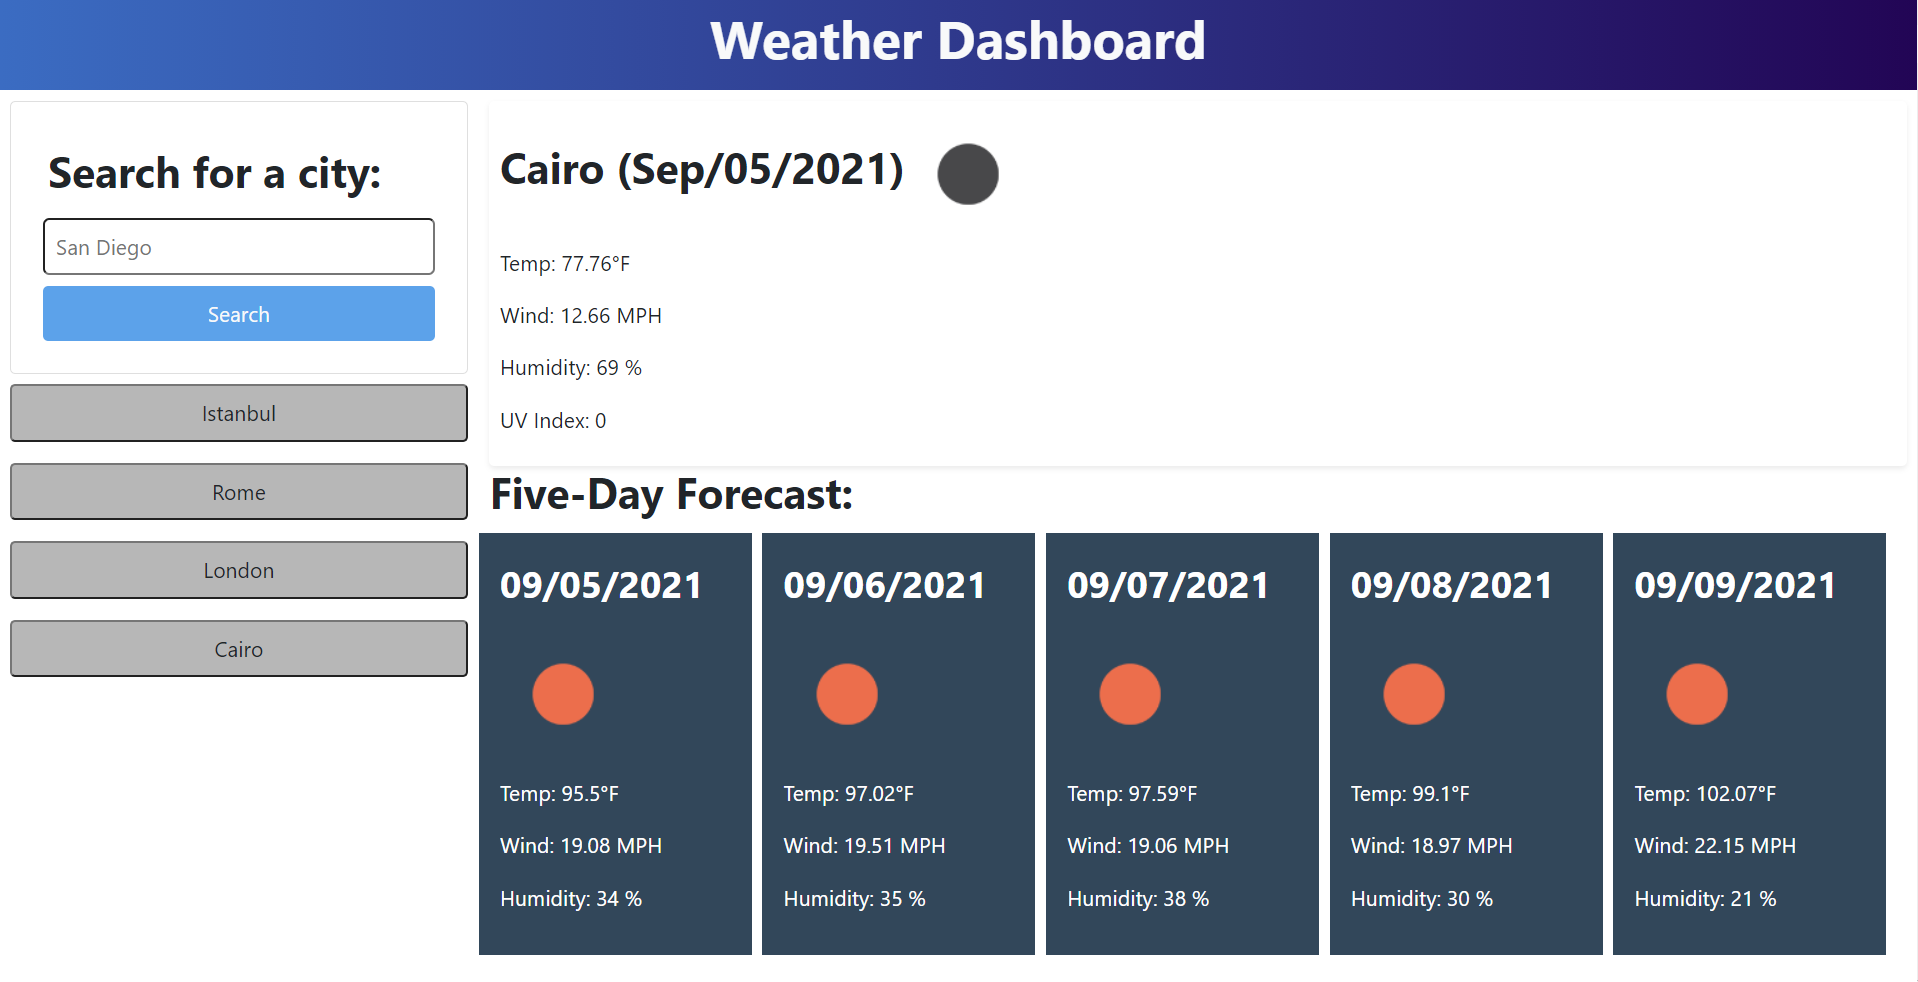 Weather Dashboard
Search for a city:
San Diego
Search
Istanbul
Rome
London
Cairo
Cairo (Sep/05/2021)
Temp: 77.76°F
Wind: 12.66 MPH
Humidity: 69 %
UV Index: 0
Five-Day Forecast:
09/05/2021
Temp: 95.5°F
Wind: 19.08 MPH
Humidity: 34 %
09/06/2021
Temp: 97.02°F
Wind: 19.51 MPH
Humidity: 35 %
09/07/2021
Temp: 97.59°F
Wind: 19.06 MPH
Humidity: 38 %
09/08/2021
Temp: 99.1°F
Wind: 18.97 MPH
Humidity: 30 %
09/09/2021
Temp: 102.07°F
Wind: 22.15 MPH
Humidity: 21 %